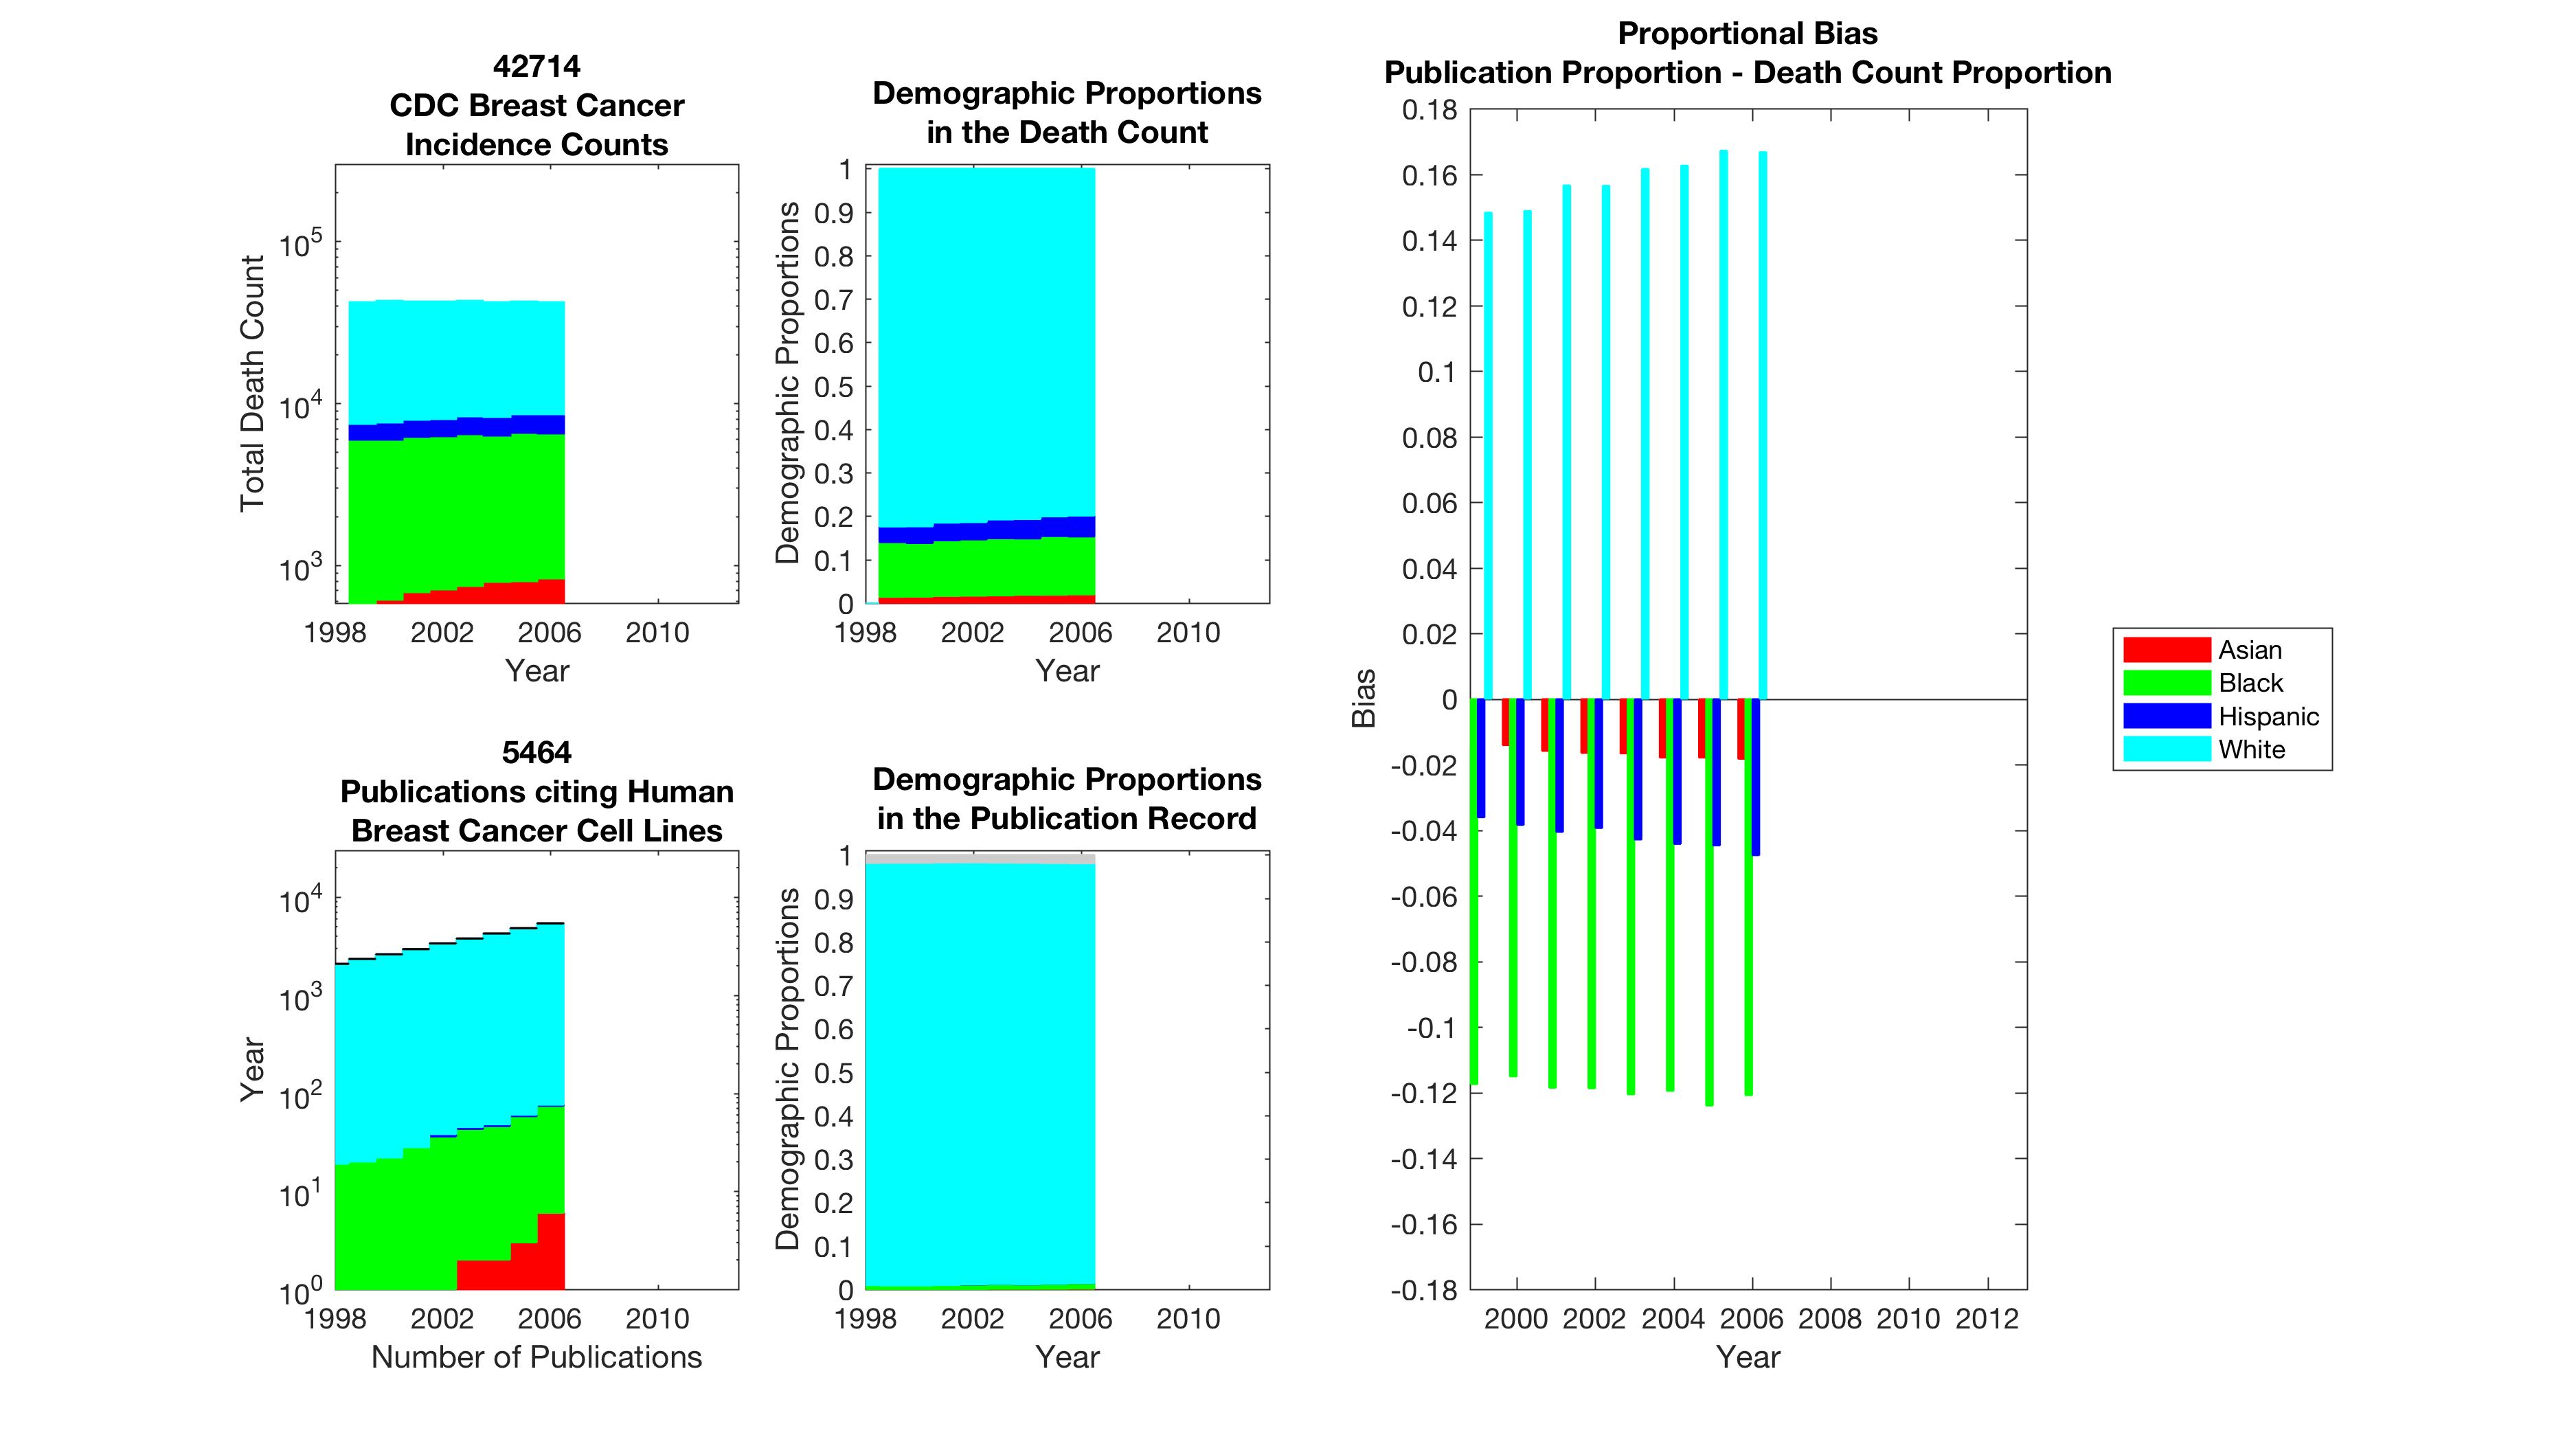 42714
CDC Breast Cancer
Incidence Counts
Total Death Count
10^5
10^4
10^3
1998 2002 2006 2010
Year
Demographic Proportions
in the Death Count
Demographic Proportions
1
0.9
0.8
0.7
0.6
0.5
0.4
0.3
0.2
0.1
0
1998 2002 2006 2010
Year
5464
Publications citing Human
Breast Cancer Cell Lines
Year
10^4
10^3
10^2
10^1
10^0
1998 2002 2006 2010
Number of Publications
Demographic Proportions
in the Publication Record
Demographic Proportions
1
0.9
0.8
0.7
0.6
0.5
0.4
0.3
0.2
0.1
0
1998 2002 2006 2010
Year
Proportional Bias
Publication Proportion - Death Count Proportion
Bias
0.18
0.16
0.14
0.12
0.1
0.08
0.06
0.04
0.02
0
-0.02
-0.04
-0.06
-0.08
-0.1
-0.12
-0.14
-0.16
-0.18
2000 2002 2004 2006 2008 2010 2012
Year
Asian
Black
Hispanic
White